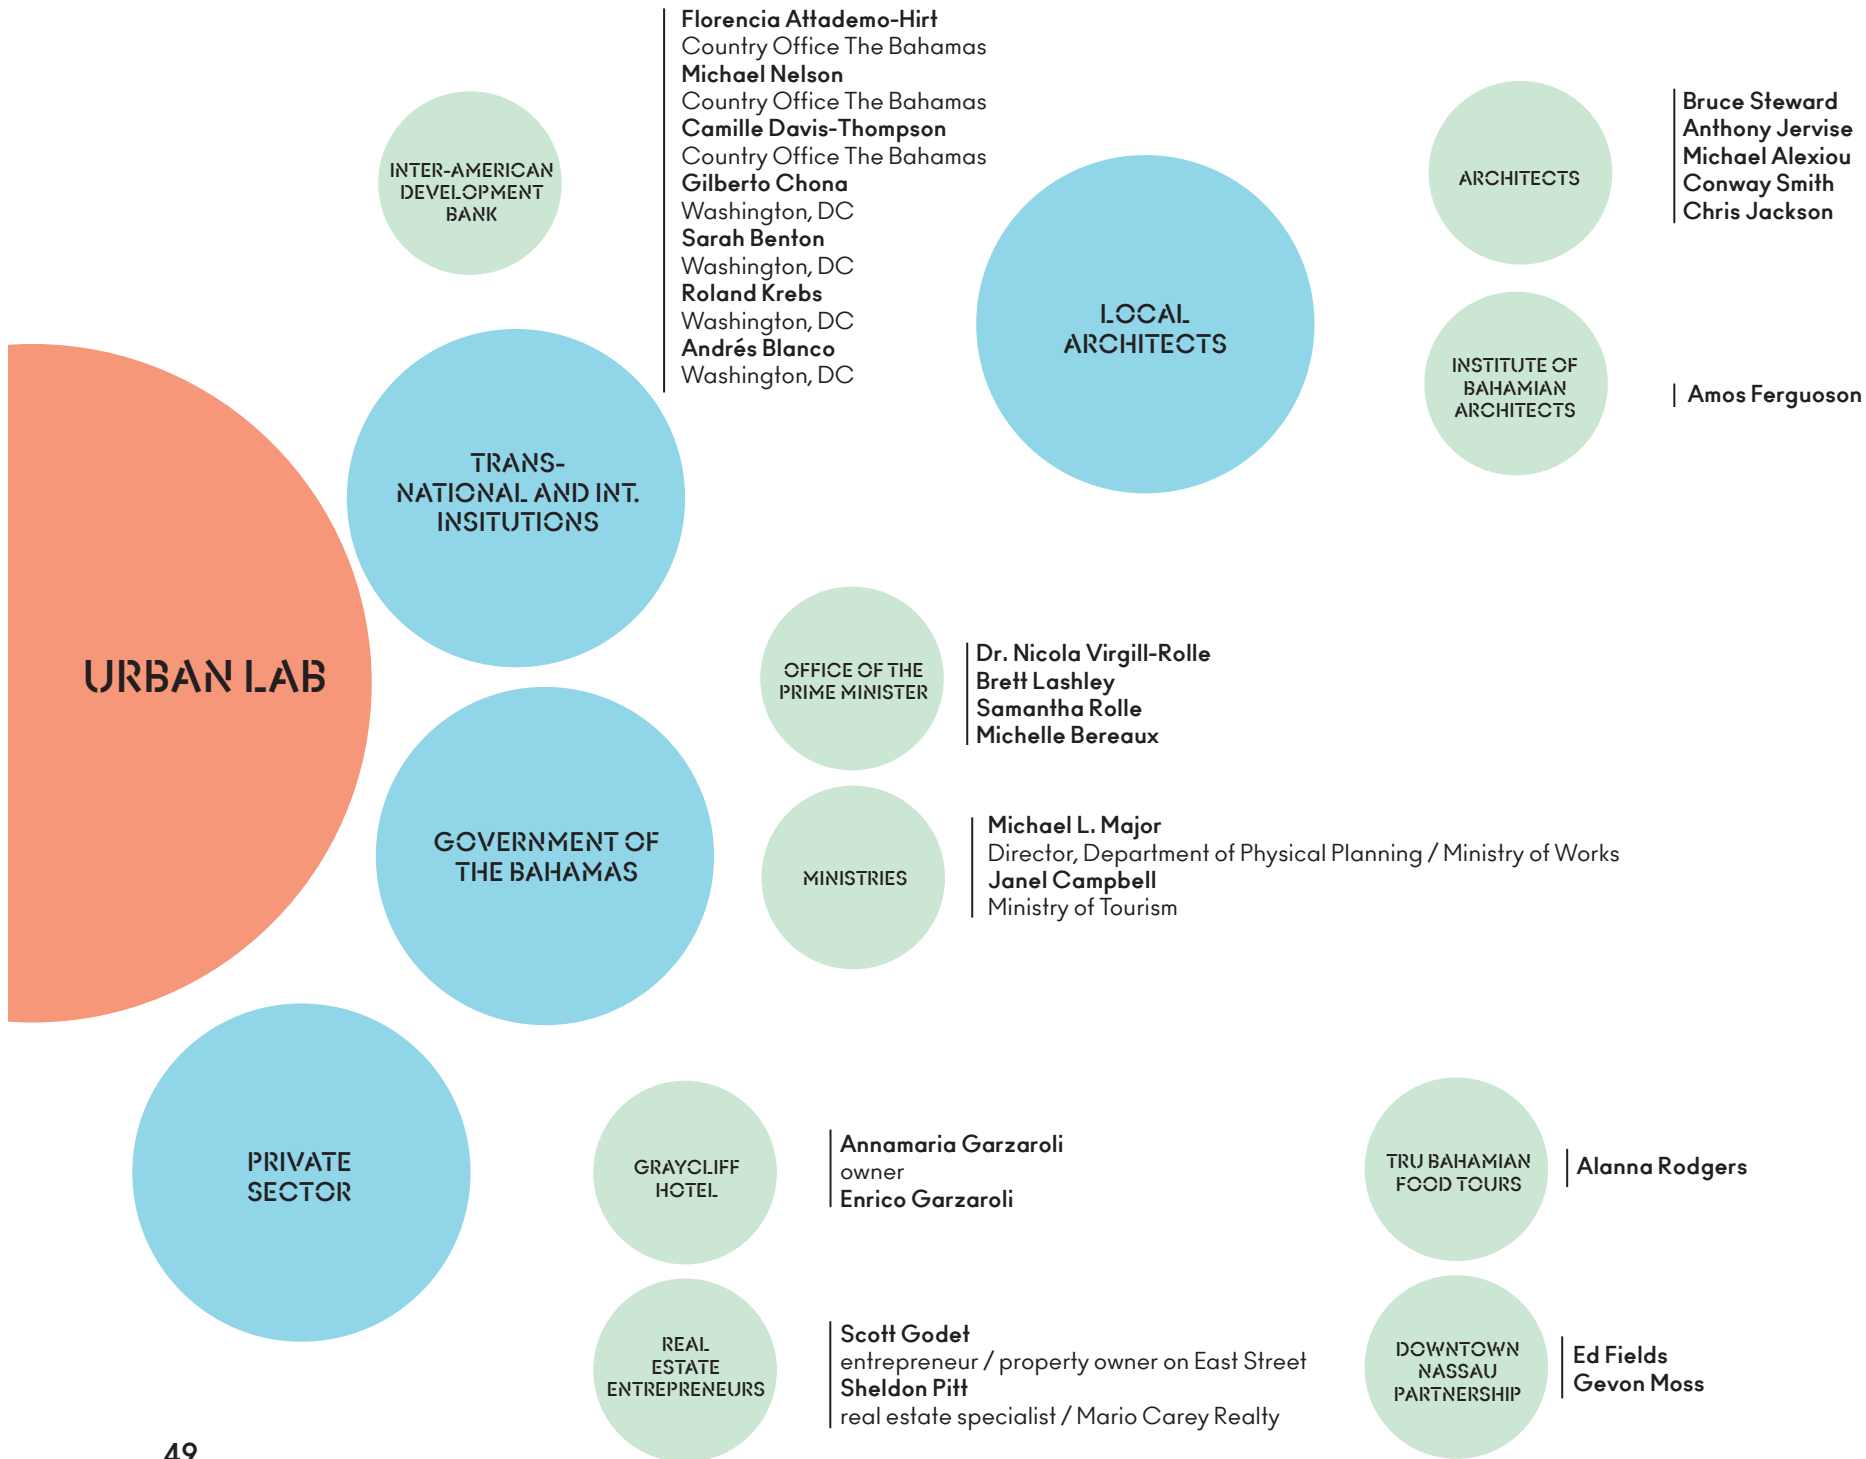 Florencia Attademo-Hirt
Country Office The Bahamas
Michael Nelson
Country Office The Bahamas
Camille Davis-Thompson
Country Office The Bahamas
Gilberto Chona
Washington, DC
Sarah Benton
Washington, DC
Roland Krebs
Washington, DC
Andrés Blanco
Washington, DC
INTER-AMERICAN
DEVELOPMENT
BANK
TRANS-
NATIONAL AND INT.
INSITUTIONS
LOCAL
ARCHITECTS
ARCHITECTS
Bruce Steward
Anthony Jervise
Michael Alexiou
Conway Smith
Chris Jackson
INSTITUTE OF
BAHAMIAN
ARCHITECTS
Amos Ferguoson
URBAN LAB
GOVERNMENT OF
THE BAHAMAS
OFFICE OF THE
PRIME MINISTER
Dr. Nicola Virgill-Rolle
Brett Lashley
Samantha Rolle
Michelle Bereaux
MINISTRIES
Michael L. Major
Director, Department of Physical Planning / Ministry of Works
Janel Campbell
Ministry of Tourism
PRIVATE
SECTOR
GRAYCLIFF
HOTEL
Annamaria Garzaroli
owner
Enrico Garzaroli
TRU BAHAMIAN
FOOD TOURS
Alanna Rodgers
REAL
ESTATE
ENTREPRENEURS
Scott Godet
entrepreneur / property owner on East Street
Sheldon Pitt
real estate specialist / Mario Carey Realty
DOWNTOWN
NASSAU
PARTNERSHIP
Ed Fields
Gevon Moss
49